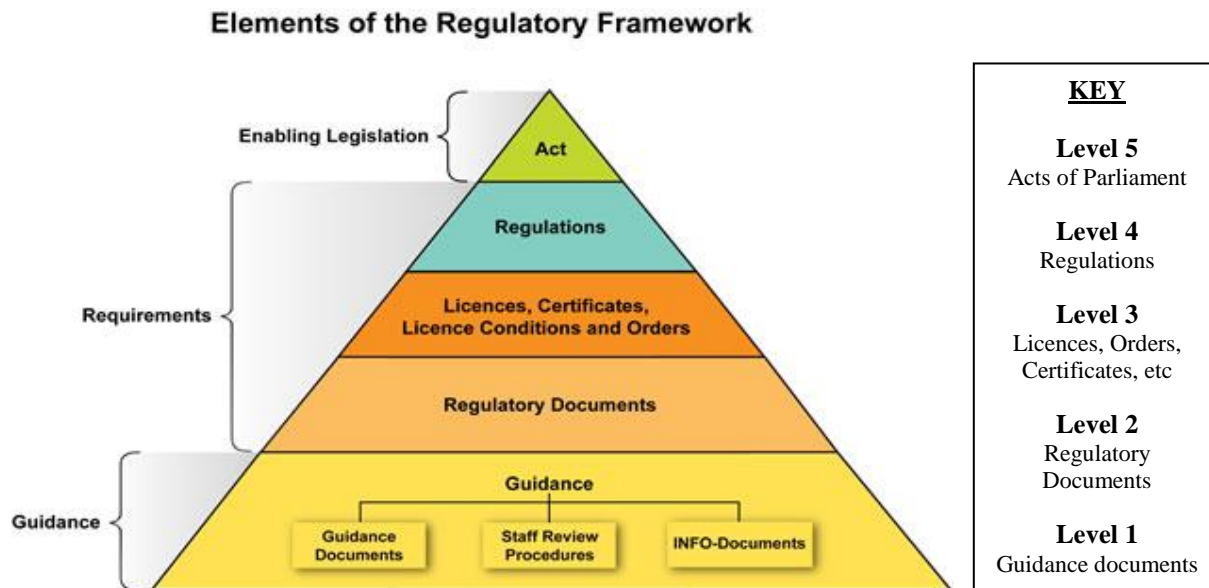 Elements of the Regulatory Framework
Enabling Legislation
Act
Regulations
Requirements
Licences, Certificates,
Licence Conditions and Orders
Regulatory Documents
Guidance
Guidance
Guidance
Documents
Staff Review
Procedures
INFO-Documents
KEY
Level 5
Acts of Parliament
Level 4
Regulations
Level 3
Licences, Orders,
Certificates, etc
Level 2
Regulatory
Documents
Level 1
Guidance documents